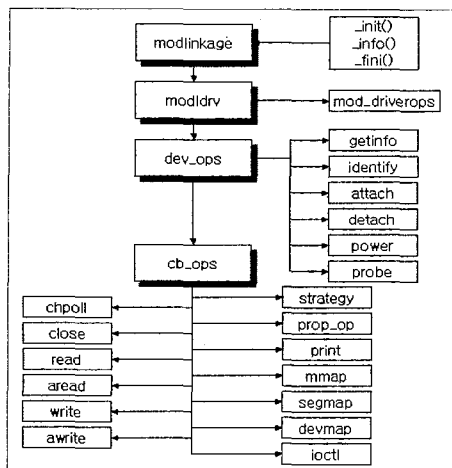 modlinkage
_init()
_info()
_fini()
modldrv
mod_driverops
dev_ops
getinfo
identify
attach
detach
power
probe
cb_ops
chpoll
close
read
aread
write
awrite
strategy
prop_op
print
mmap
segmap
devmap
ioctl